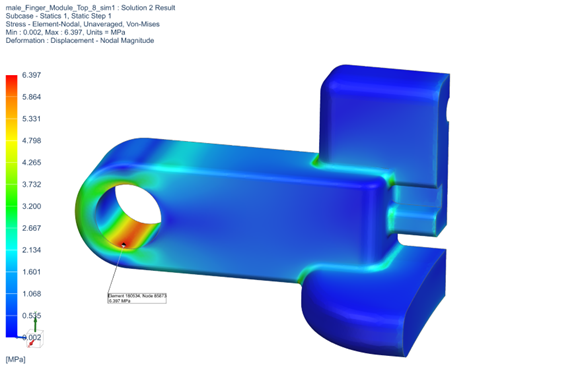 male_Finger_Module_Top_8_sim1 : Solution 2 Result
Subcase - Statics 1, Static Step 1
Stress - Element-Nodal, Unaveraged, Von-Mises
Min : 0.002, Max : 6.397, Units = MPa
Deformation : Displacement - Nodal Magnitude
6.397
5.864
5.331
4.798
4.265
3.732
3.200
2.667
2.134
1.601
1.068
0.535
0.002
[MPa]
Element 180534, Node 85873
6.397 MPa